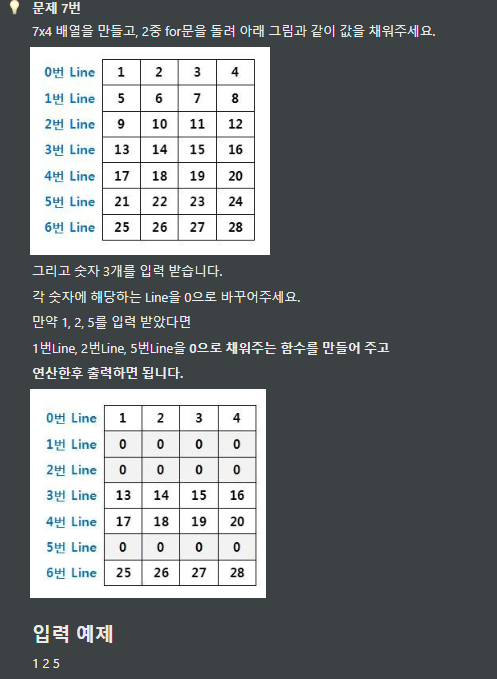 문제 7번
7x4 배열을 만들고, 2중 for문을 돌려 아래 그림과 같이 값을 채워주세요.
0번 Line 1 2 3 4
1번 Line 5 6 7 8
2번 Line 9 10 11 12
3번 Line 13 14 15 16
4번 Line 17 18 19 20
5번 Line 21 22 23 24
6번 Line 25 26 27 28
그리고 숫자 3개를 입력 받습니다.
각 숫자에 해당하는 Line을 0으로 바꾸어주세요.
만약 1, 2, 5를 입력 받았다면
1번Line, 2번Line, 5번Line을 0으로 채워주는 함수를 만들어 주고
연산한후 출력하면 됩니다.
0번 Line 1 2 3 4
1번 Line 0 0 0 0
2번 Line 0 0 0 0
3번 Line 13 14 15 16
4번 Line 17 18 19 20
5번 Line 0 0 0 0
6번 Line 25 26 27 28
입력 예제
1 2 5